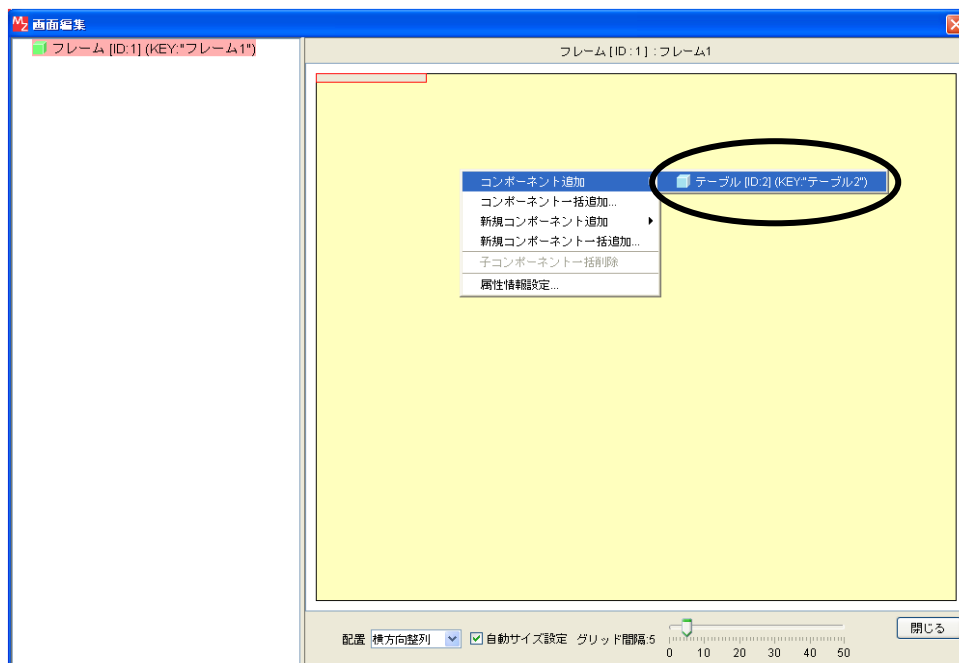 MZ 画面編集
フレーム [ID:1] (KEY:"フレーム1")
フレーム [ ID : 1 ] : フレーム1
コンポーネント追加
テーブル [ID:2] (KEY:"テーブル2")
コンポーネント一括追加...
新規コンポーネント追加
新規コンポーネント一括追加...
子コンポーネント一括削除
属性情報設定...
配置 横方向整列 自動サイズ設定 グリッド間隔:5
0 10 20 30 40 50
閉じる